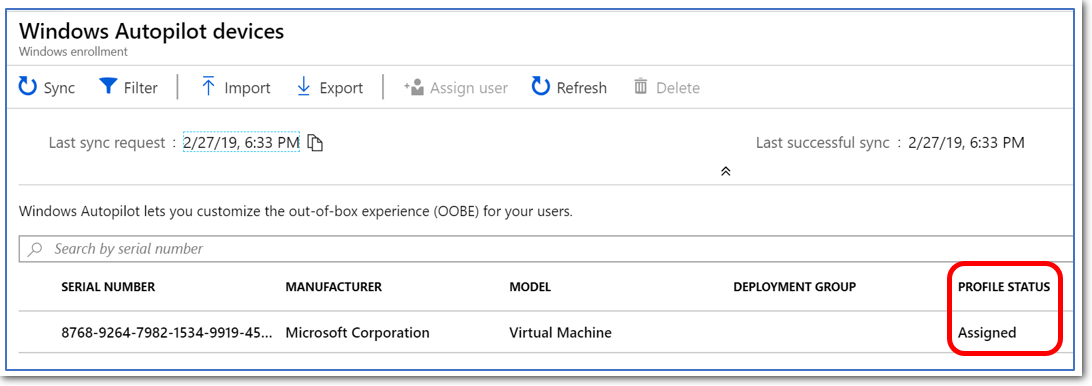 Windows Autopilot devices
Windows enrollment
Sync Filter Import Export Assign user Refresh Delete
Last sync request : 2/27/19, 6:33 PM Last successful sync : 2/27/19, 6:33 PM
Windows Autopilot lets you customize the out-of-box experience (OOBE) for your users.
Search by serial number
SERIAL NUMBER MANUFACTURER MODEL DEPLOYMENT GROUP PROFILE STATUS
8768-9264-7982-1534-9919-45... Microsoft Corporation Virtual Machine Assigned